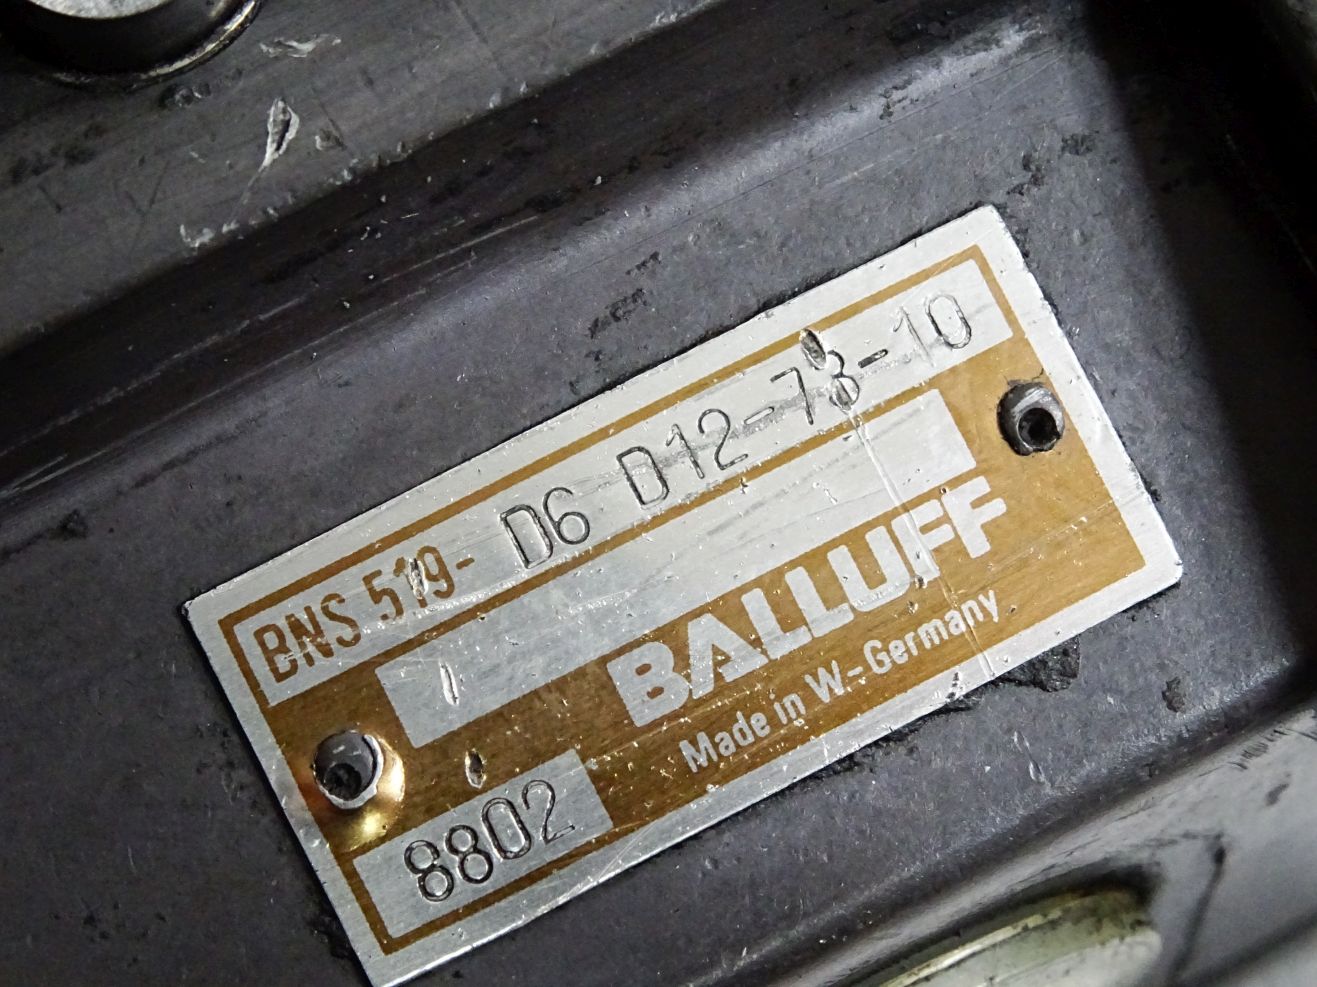 BNS 519- D6 D12-73-10
BALLUFF
Made in W-Germany
8802